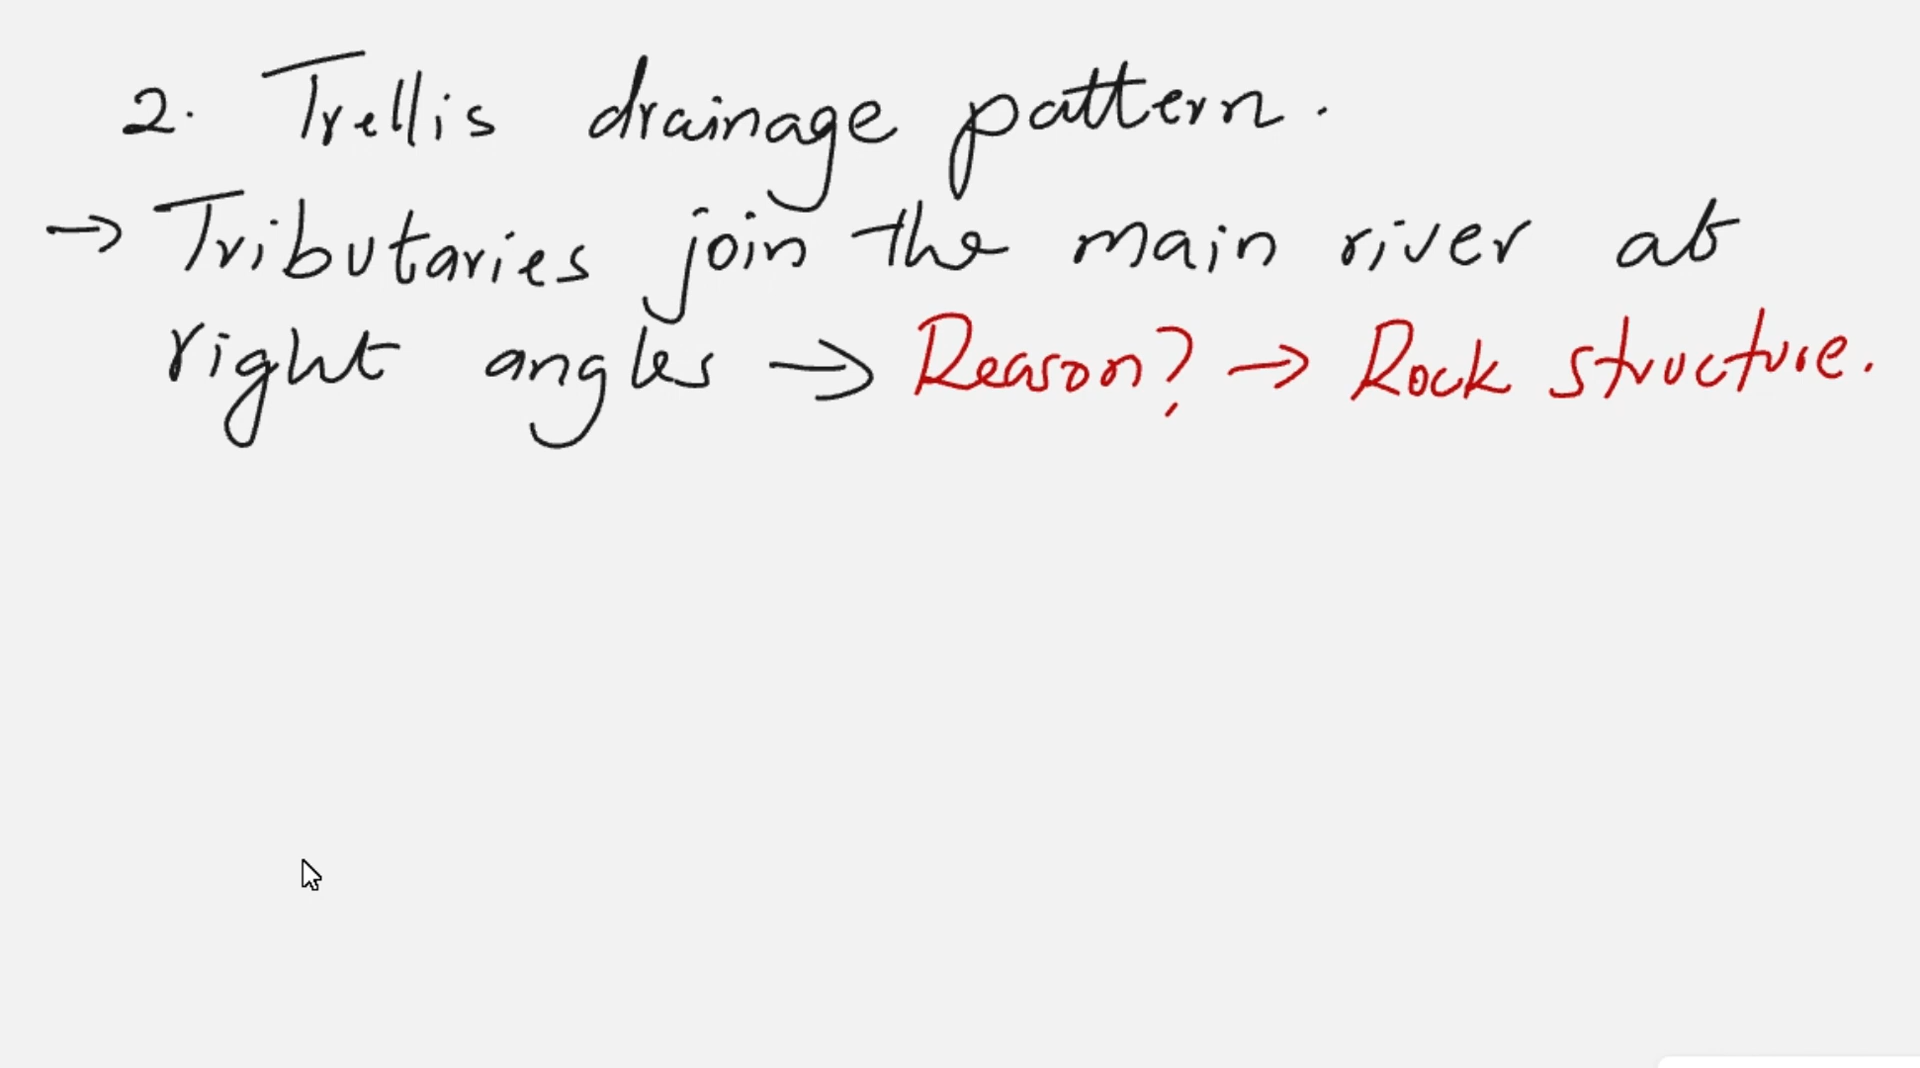 2. Trellis drainage pattern.
→ Tributaries join the main river at
right angles → Reason? → Rock structure.